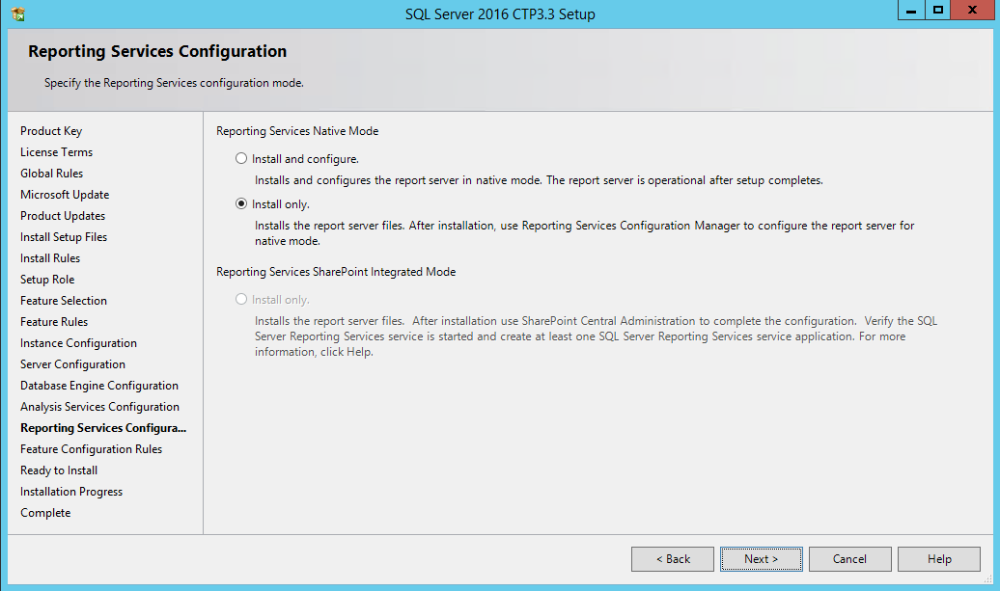 SQL Server 2016 CTP3.3 Setup
Reporting Services Configuration
Specify the Reporting Services configuration mode.
Product Key
License Terms
Global Rules
Microsoft Update
Product Updates
Install Setup Files
Install Rules
Setup Role
Feature Selection
Feature Rules
Instance Configuration
Server Configuration
Database Engine Configuration
Analysis Services Configuration
Reporting Services Configura...
Feature Configuration Rules
Ready to Install
Installation Progress
Complete
Reporting Services Native Mode
Install and configure.
Installs and configures the report server in native mode. The report server is operational after setup completes.
Install only.
Installs the report server files. After installation, use Reporting Services Configuration Manager to configure the report server for
native mode.
Reporting Services SharePoint Integrated Mode
Install only.
Installs the report server files.  After installation use SharePoint Central Administration to complete the configuration.  Verify the SQL
Server Reporting Services service is started and create at least one SQL Server Reporting Services service application. For more
information, click Help.
< Back
Next >
Cancel
Help